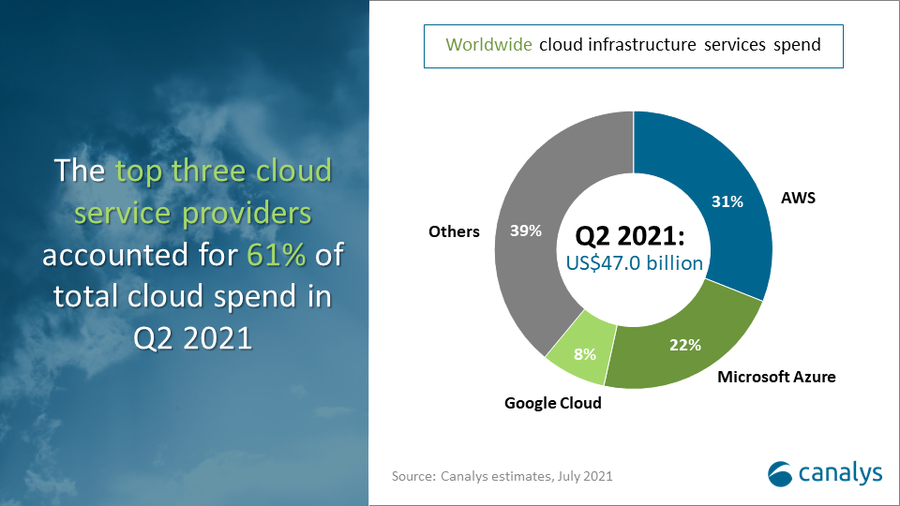 The top three cloud
service providers
accounted for 61% of
total cloud spend in
Q2 2021
Worldwide cloud infrastructure services spend
31%
AWS
Others
39%
Q2 2021:
US$47.0 billion
22%
Microsoft Azure
8%
Google Cloud
Source: Canalys estimates, July 2021
canalys